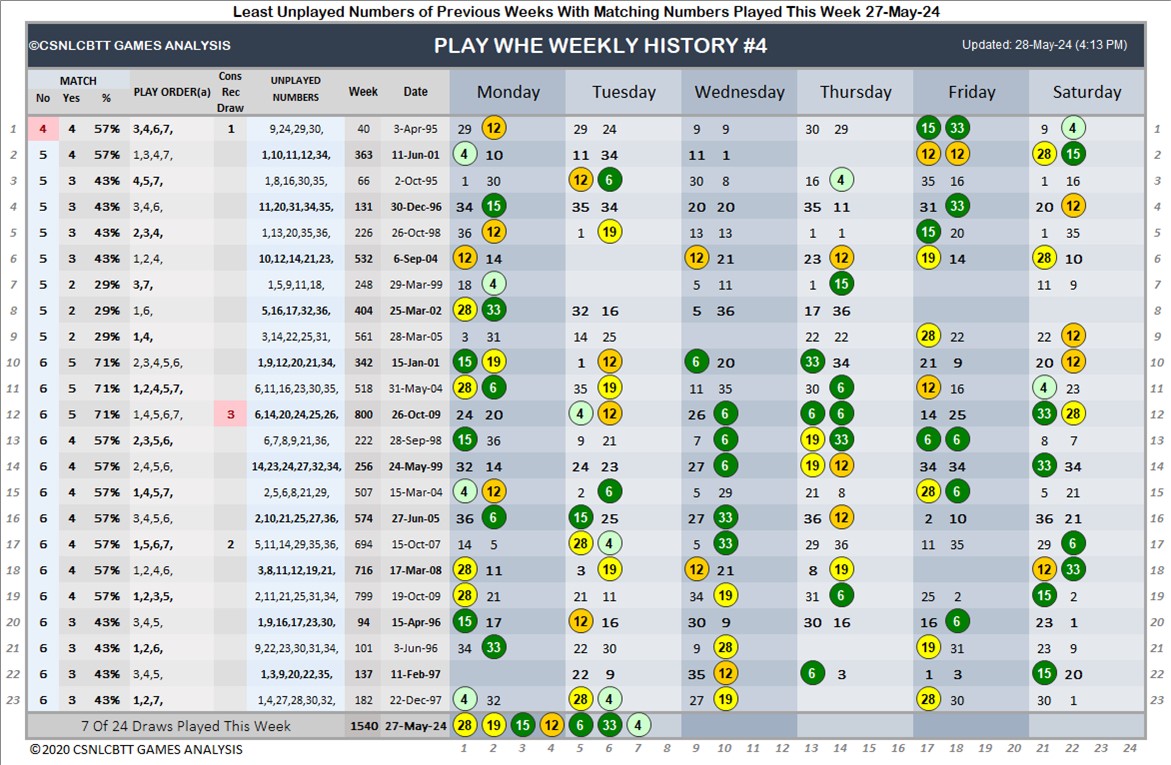 Least Unplayed Numbers of Previous Weeks With Matching Numbers Played This Week 27-May-24
©CSNLCBTT GAMES ANALYSIS PLAY WHE WEEKLY HISTORY #4 Updated: 28-May-24 (4:13 PM)
MATCH Cons Rec Draw UNPLAYED NUMBERS
No Yes % PLAY ORDER(a) Week Date Monday Tuesday Wednesday Thursday Friday Saturday
1 4 4 57% 3,4,6,7, 1 9,24,29,30, 40 3-Apr-95 29 12 29 24 9 9 30 29 15 33 9 4 1
2 5 4 57% 1,3,4,7, 1,10,11,12,34, 363 11-Jun-01 4 10 11 34 11 1 12 12 28 15 2
3 5 3 43% 4,5,7, 1,8,16,30,35, 66 2-Oct-95 1 30 12 6 30 8 16 4 35 16 1 16 3
4 5 3 43% 3,4,6, 11,20,31,34,35, 131 30-Dec-96 34 15 35 34 20 20 35 11 31 33 20 12 4
5 5 3 43% 2,3,4, 1,13,20,35,36, 226 26-Oct-98 36 12 1 19 13 13 1 1 15 20 1 35 5
6 5 3 43% 1,2,4, 10,12,14,21,23, 532 6-Sep-04 12 14 12 21 23 12 19 14 28 10 6
7 5 2 29% 3,7, 1,5,9,11,18, 248 29-Mar-99 18 4 5 11 1 15 11 9 7
8 5 2 29% 1,6, 5,16,17,32,36, 404 25-Mar-02 28 33 32 16 5 36 17 36 8
9 5 2 29% 1,4, 3,14,22,25,31, 561 28-Mar-05 3 31 14 25 22 22 28 22 22 12 9
10 6 5 71% 2,3,4,5,6, 1,9,12,20,21,34, 342 15-Jan-01 15 19 1 12 6 20 33 34 21 9 20 12 10
11 6 5 71% 1,2,4,5,7, 6,11,16,23,30,35, 518 31-May-04 28 6 35 19 11 35 30 6 12 16 4 23 11
12 6 5 71% 1,4,5,6,7, 3 6,14,20,24,25,26, 800 26-Oct-09 24 20 4 12 26 6 6 6 14 25 33 28 12
13 6 4 57% 2,3,5,6, 6,7,8,9,21,36, 222 28-Sep-98 15 36 9 21 7 6 19 33 6 6 8 7 13
14 6 4 57% 2,4,5,6, 14,23,24,27,32,34, 256 24-May-99 32 14 24 23 27 6 19 12 34 34 33 34 14
15 6 4 57% 1,4,5,7, 2,5,6,8,21,29, 507 15-Mar-04 4 12 2 6 5 29 21 8 28 6 5 21 15
16 6 4 57% 3,4,5,6, 2,10,21,25,27,36, 574 27-Jun-05 36 6 15 25 27 33 36 12 2 10 36 21 16
17 6 4 57% 1,5,6,7, 2 5,11,14,29,35,36, 694 15-Oct-07 14 5 28 4 5 33 29 36 11 35 29 6 17
18 6 4 57% 1,2,4,6, 3,8,11,12,19,21, 716 17-Mar-08 28 11 3 19 12 21 8 19 12 33 18
19 6 4 57% 1,2,3,5, 2,11,21,25,31,34, 799 19-Oct-09 28 21 21 11 34 19 31 6 25 2 15 2 19
20 6 3 43% 3,4,5, 1,9,16,17,23,30, 94 15-Apr-96 15 17 12 16 30 9 30 16 16 6 23 1 20
21 6 3 43% 1,2,6, 9,22,23,30,31,34, 101 3-Jun-96 34 33 22 30 9 28 19 31 23 9 21
22 6 3 43% 3,4,5, 1,3,9,20,22,35, 137 11-Feb-97 22 9 35 12 6 3 1 3 15 20 22
23 6 3 43% 1,2,7, 1,4,27,28,30,32, 182 22-Dec-97 4 32 28 4 27 19 28 30 30 1 23
7 Of 24 Draws Played This Week 1540 27-May-24 28 19 15 12 6 33 4
©2020 CSNLCBTT GAMES ANALYSIS 1 2 3 4 5 6 7 8 9 10 11 12 13 14 15 16 17 18 19 20 21 22 23 24